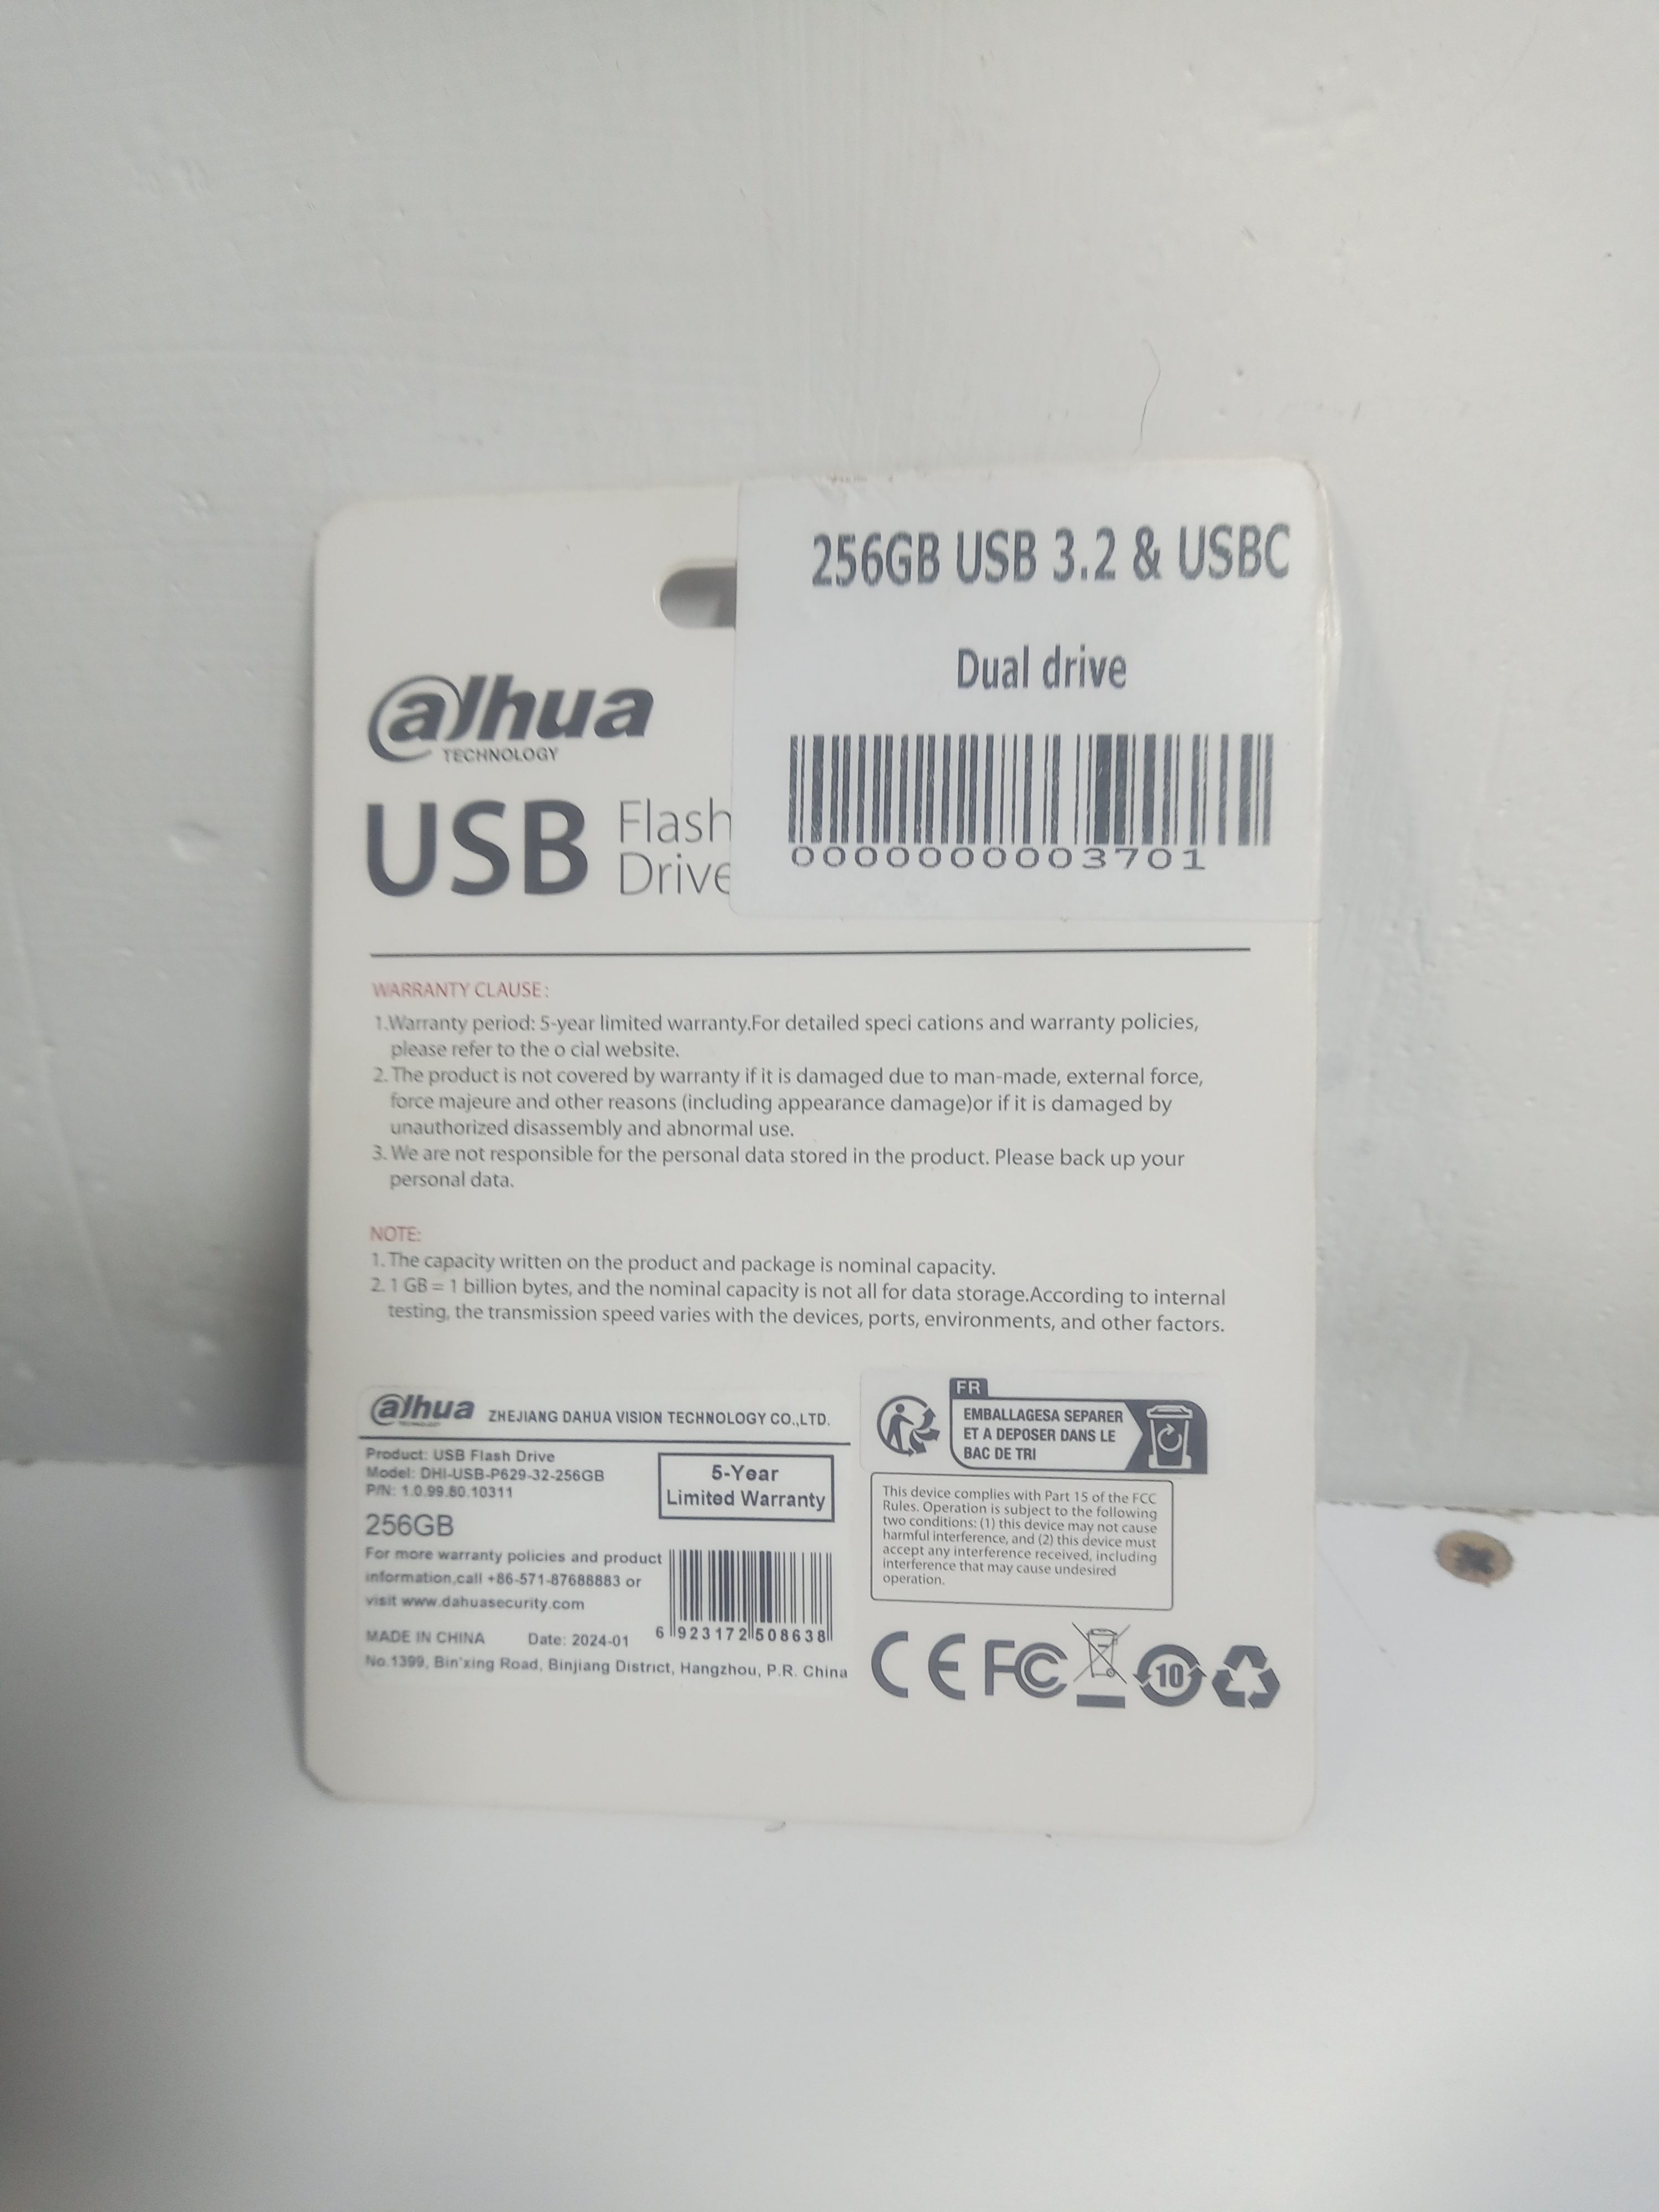 256GB USB 3.2 & USBC
Dual drive
0000000003701
alhua
TECHNOLOGY
USB Flash
Drive
WARRANTY CLAUSE:
1.Warranty period: 5-year limited warranty.For detailed speci cations and warranty policies,
please refer to the o cial website.
2. The product is not covered by warranty if it is damaged due to man-made, external force,
force majeure and other reasons (including appearance damage)or if it is damaged by
unauthorized disassembly and abnormal use.
3. We are not responsible for the personal data stored in the product. Please back up your
personal data.
NOTE:
1. The capacity written on the product and package is nominal capacity.
2. 1 GB = 1 billion bytes, and the nominal capacity is not all for data storage.According to internal
testing, the transmission speed varies with the devices, ports, environments, and other factors.
alhua ZHEJIANG DAHUA VISION TECHNOLOGY CO.,LTD.
TECHNOLOGY
Product: USB Flash Drive
Model: DHI-USB-P629-32-256GB
P/N: 1.0.99.80.10311
256GB
5-Year
Limited Warranty
For more warranty policies and product
information,call +86-571-87688883 or
visit www.dahuasecurity.com
6 923172 508638
MADE IN CHINA Date: 2024-01
No.1399, Bin'xing Road, Binjiang District, Hangzhou, P.R. China
FR
EMBALLAGESA SEPARER
ET A DEPOSER DANS LE
BAC DE TRI
This device complies with Part 15 of the FCC
Rules. Operation is subject to the following
two conditions: (1) this device may not cause
harmful interference, and (2) this device must
accept any interference received, including
interference that may cause undesired
operation.
CE FC 10